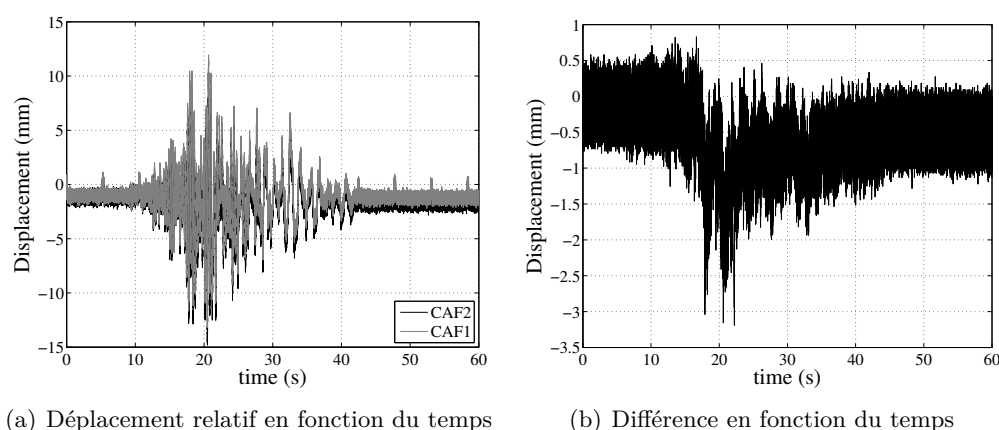 15
10
5
0
−5
−10
−15
Displacement (mm)
0 10 20 30 40 50 60
time (s)
CAF2
CAF1
(a) Déplacement relatif en fonction du temps
1
0.5
0
−0.5
−1
−1.5
−2
−2.5
−3
−3.5
Displacement (mm)
0 10 20 30 40 50 60
time (s)
(b) Différence en fonction du temps